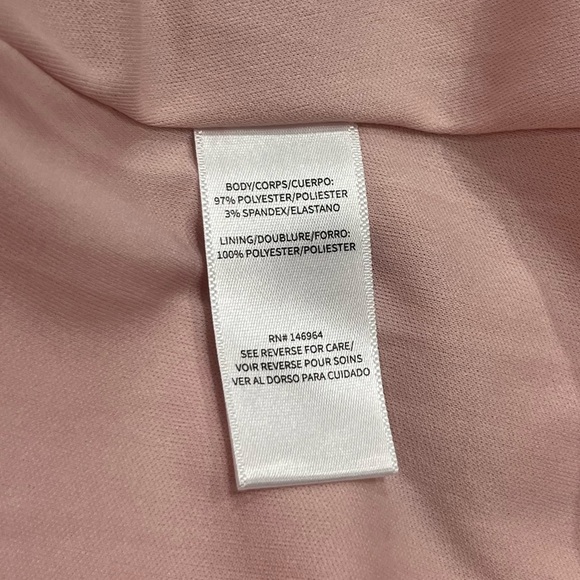 BODY/CORPS/CUERPO:
97% POLYESTER/POLIESTER
3% SPANDEX/ELASTANO
LINING/DOUBLURE/FORRO:
100% POLYESTER/POLIESTER
RN# 146964
SEE REVERSE FOR CARE/
VOIR REVERSE POUR SOINS
VER AL DORSO PARA CUIDADO